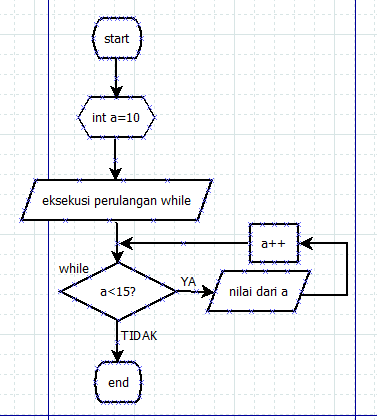 start
int a=10
eksekusi perulangan while
a++
while
a<15?
YA
nilai dari a
TIDAK
end